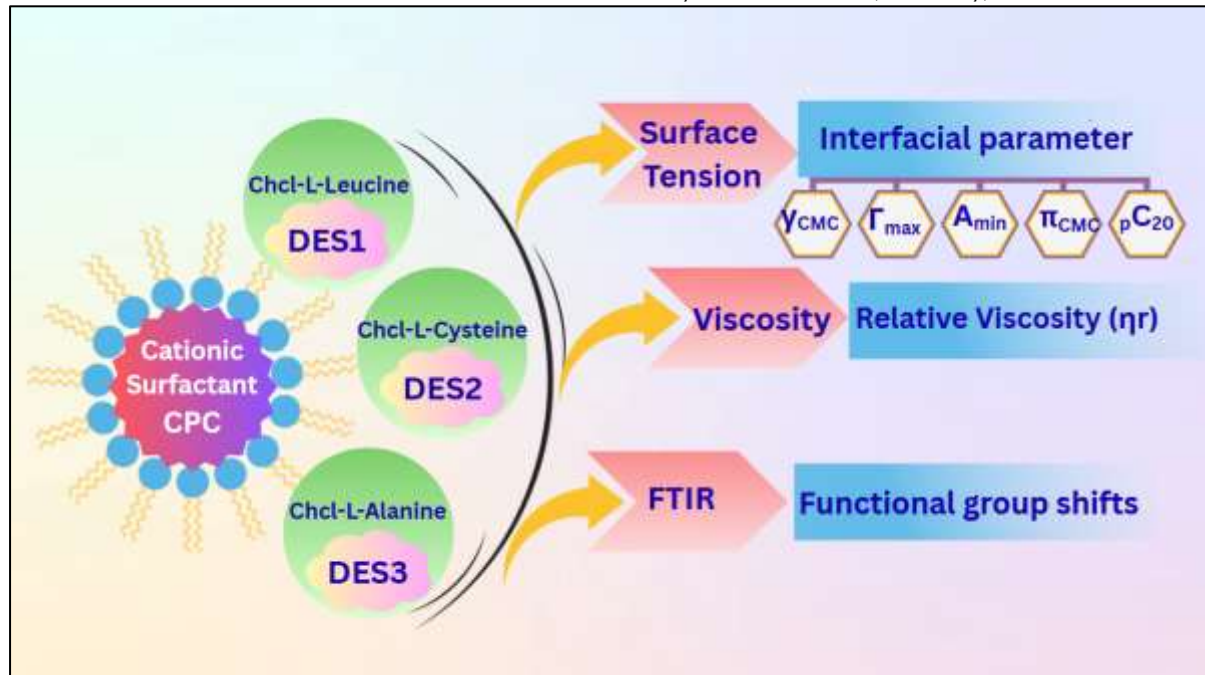 Cationic
Surfactant
CPC
Chcl-L-Leucine
DES1
Chcl-L-Cysteine
DES2
Chcl-L-Alanine
DES3
Surface
Tension
Interfacial parameter
γCMC
Γmax
Amin
πCMC
pC20
Viscosity
Relative Viscosity (ηr)
FTIR
Functional group shifts